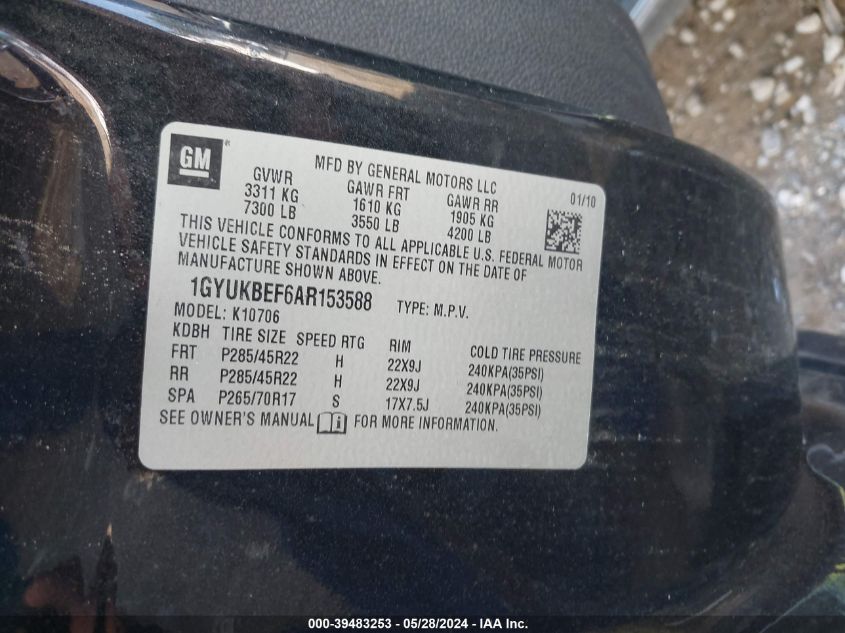 GM
MFD BY GENERAL MOTORS LLC
GVWR GAWR FRT GAWR RR 01/10
3311 KG 1610 KG 1905 KG
7300 LB 3550 LB 4200 LB
THIS VEHICLE CONFORMS TO ALL APPLICABLE U.S. FEDERAL MOTOR
VEHICLE SAFETY STANDARDS IN EFFECT ON THE DATE OF
MANUFACTURE SHOWN ABOVE.
1GYUKBEF6AR153588 TYPE: M.P.V.
MODEL: K10706
KDBH TIRE SIZE SPEED RTG RIM COLD TIRE PRESSURE
FRT P285/45R22 H 22X9J 240KPA(35PSI)
RR P285/45R22 H 22X9J 240KPA(35PSI)
SPA P265/70R17 S 17X7.5J 240KPA(35PSI)
SEE OWNER'S MANUAL FOR MORE INFORMATION.
000-39483253 - 05/28/2024 - IAA Inc.